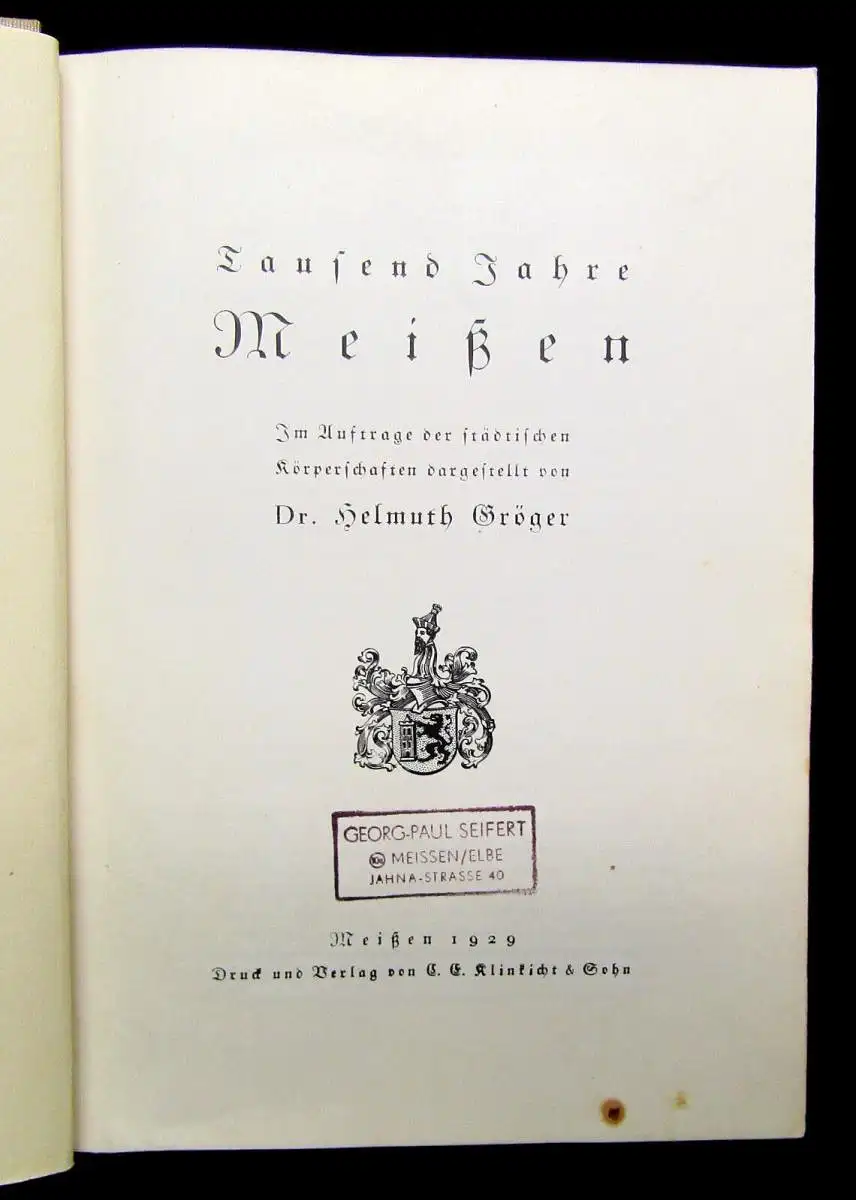 Tausend Jahre
Meißen
Im Auftrage der städtischen
Körperschaften dargestellt von
Dr. Helmuth Gröger
GEORG-PAUL SEIFERT
MEISSEN/ELBE
JAHNA-STRASSE 40
Meißen 1929
Druck und Verlag von C. E. Klinkicht & Sohn